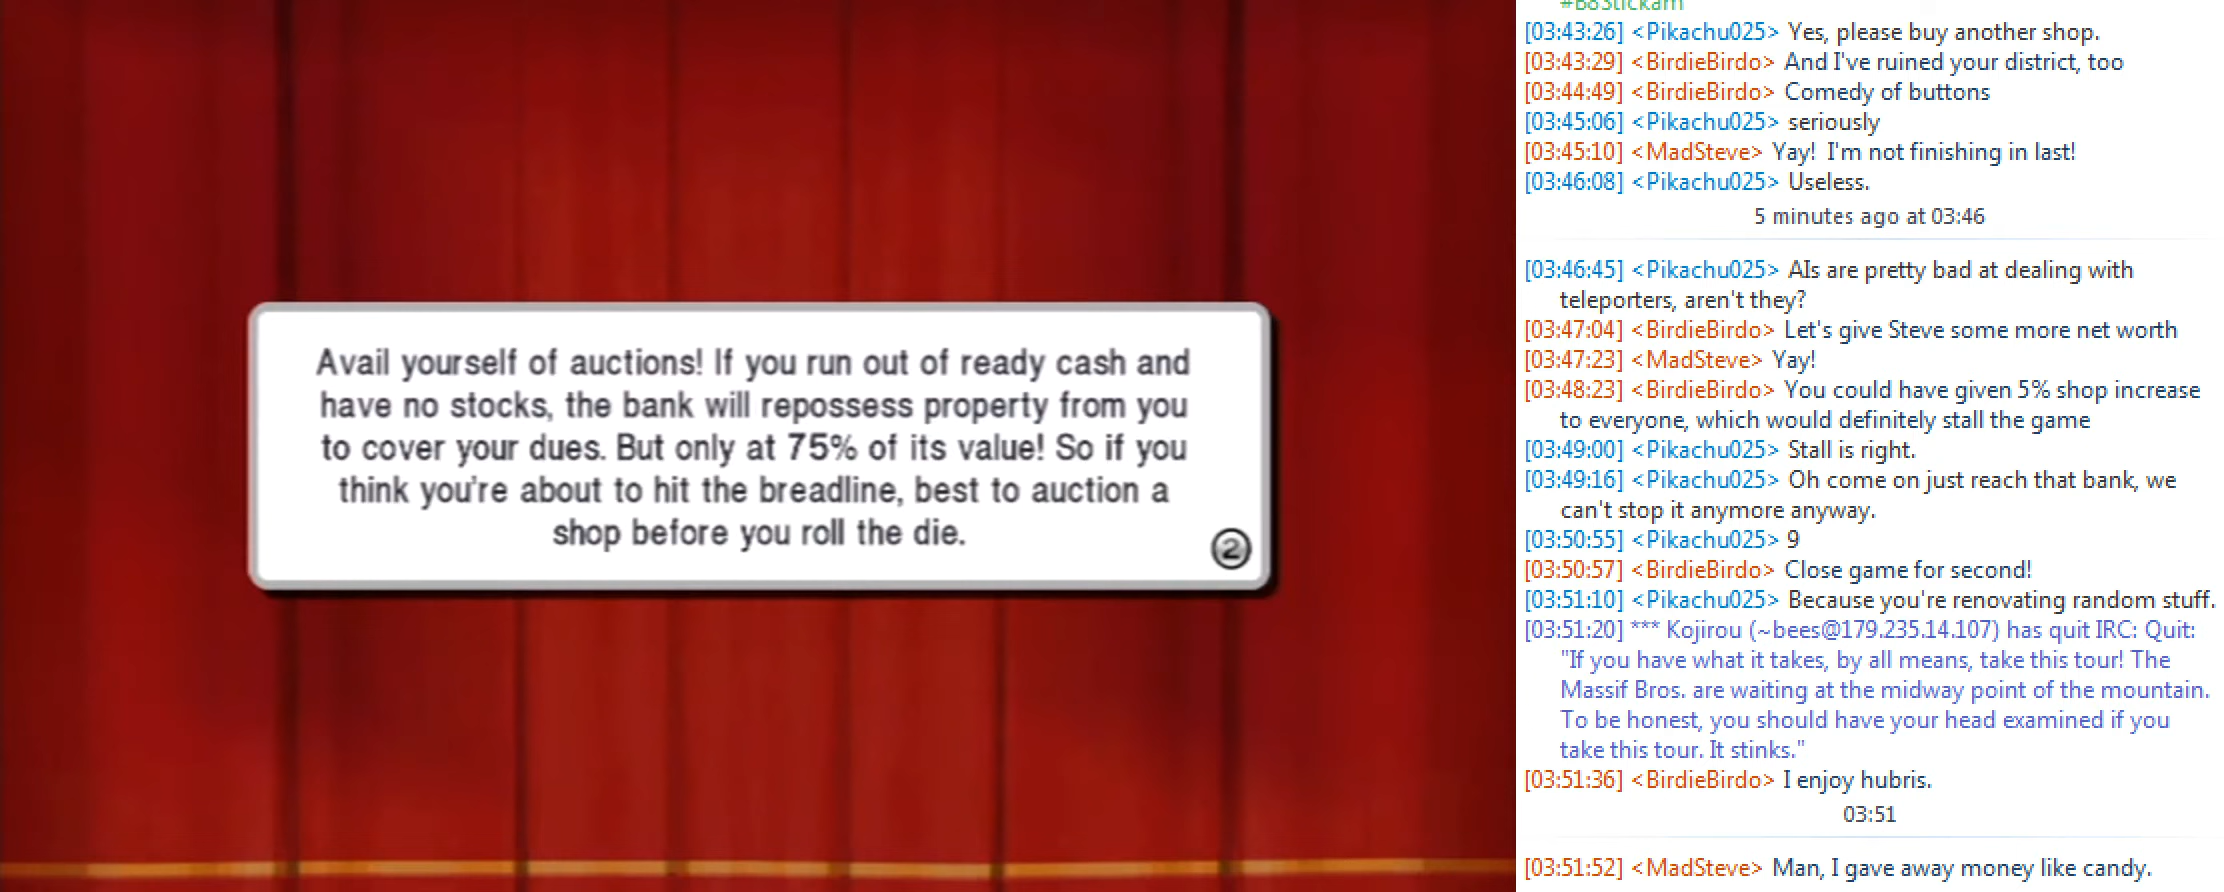 Avail yourself of auctions! If you run out of ready cash and
have no stocks, the bank will repossess property from you
to cover your dues. But only at 75% of its value! So if you
think you're about to hit the breadline, best to auction a
shop before you roll the die.
2
#B8Stickam
[03:43:26] <Pikachu025> Yes, please buy another shop.
[03:43:29] <BirdieBirdo> And I've ruined your district, too
[03:44:49] <BirdieBirdo> Comedy of buttons
[03:45:06] <Pikachu025> seriously
[03:45:10] <MadSteve> Yay!  I'm not finishing in last!
[03:46:08] <Pikachu025> Useless.
5 minutes ago at 03:46
[03:46:45] <Pikachu025> AIs are pretty bad at dealing with
teleporters, aren't they?
[03:47:04] <BirdieBirdo> Let's give Steve some more net worth
[03:47:23] <MadSteve> Yay!
[03:48:23] <BirdieBirdo> You could have given 5% shop increase
to everyone, which would definitely stall the game
[03:49:00] <Pikachu025> Stall is right.
[03:49:16] <Pikachu025> Oh come on just reach that bank, we
can't stop it anymore anyway.
[03:50:55] <Pikachu025> 9
[03:50:57] <BirdieBirdo> Close game for second!
[03:51:10] <Pikachu025> Because you're renovating random stuff.
[03:51:20] *** Kojirou (~bees@179.235.14.107) has quit IRC: Quit:
"If you have what it takes, by all means, take this tour! The
Massif Bros. are waiting at the midway point of the mountain.
To be honest, you should have your head examined if you
take this tour. It stinks."
[03:51:36] <BirdieBirdo> I enjoy hubris.
03:51
[03:51:52] <MadSteve> Man, I gave away money like candy.